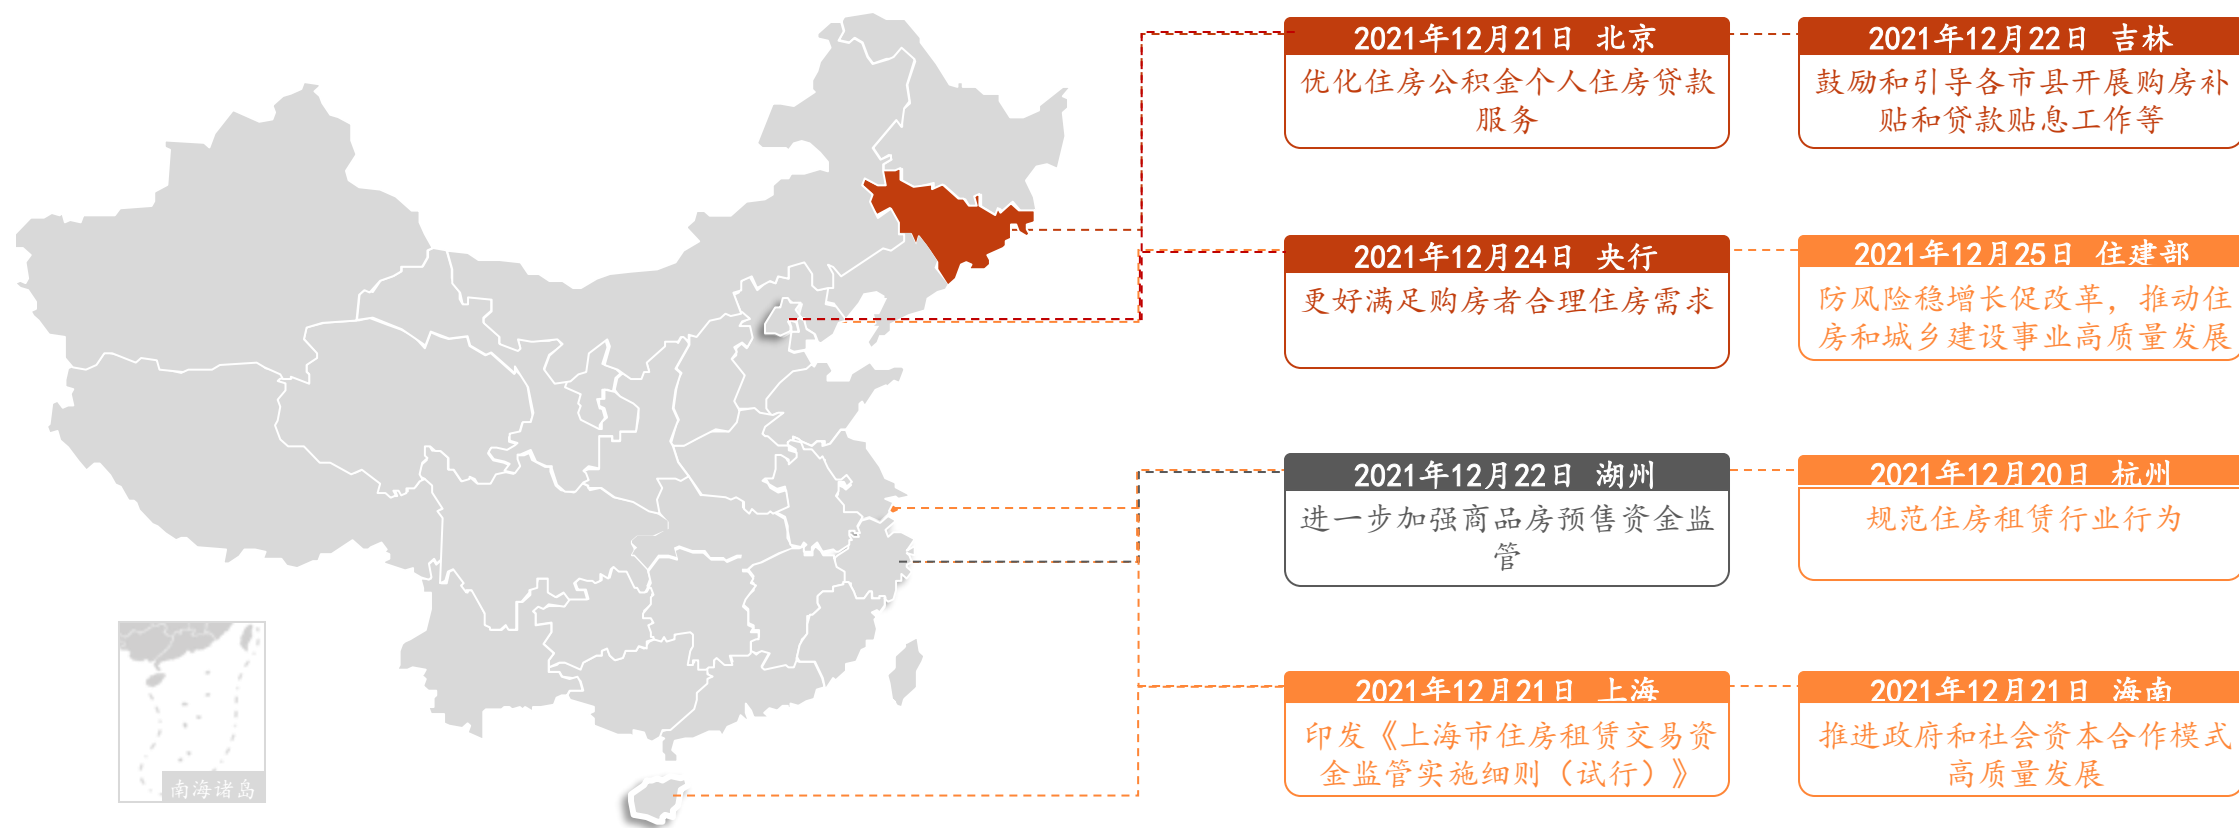 2021年12月21日 北京
优化住房公积金个人住房贷款
服务
2021年12月22日 吉林
鼓励和引导各市县开展购房补
贴和贷款贴息工作等
2021年12月24日 央行
更好满足购房者合理住房需求
2021年12月25日 住建部
防风险稳增长促改革，推动住
房和城乡建设事业高质量发展
2021年12月22日 湖州
进一步加强商品房预售资金监
管
2021年12月20日 杭州
规范住房租赁行业行为
2021年12月21日 上海
印发《上海市住房租赁交易资
金监管实施细则（试行）》
2021年12月21日 海南
推进政府和社会资本合作模式
高质量发展
南海诸岛